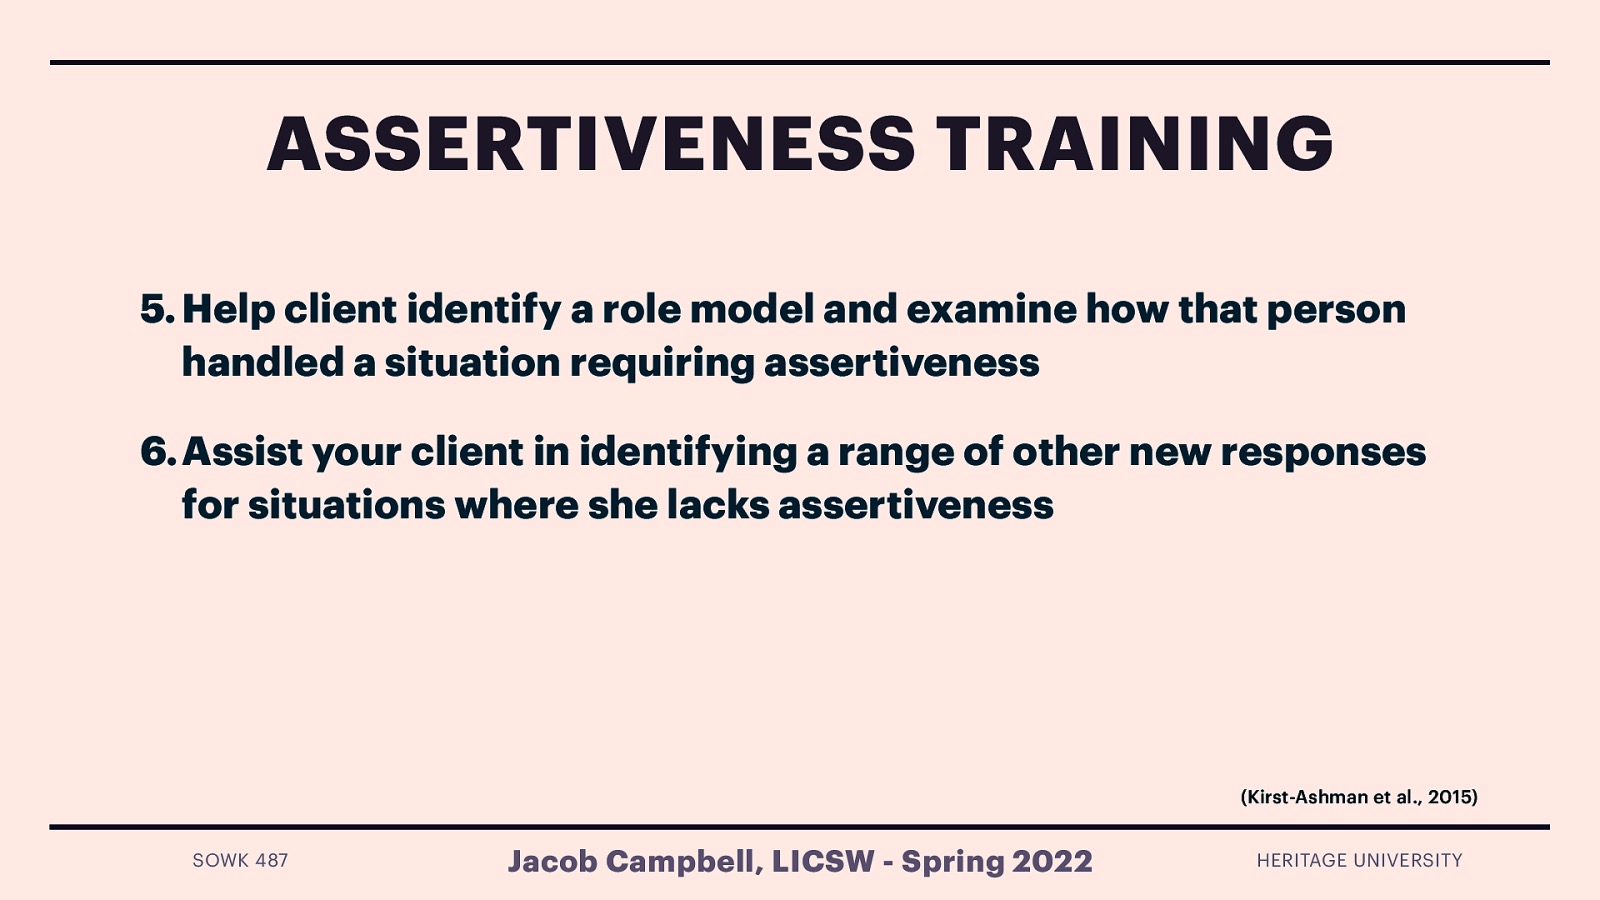 ASSERTIVENESS TRAINING
5. Help client identify a role model and examine how that person
handled a situation requiring assertiveness
6. Assist your client in identifying a range of other new responses
for situations where she lacks assertiveness
(Kirst-Ashman et al., 2015)
SOWK 487
Jacob Campbell, LICSW - Spring 2022
HERITAGE UNIVERSITY